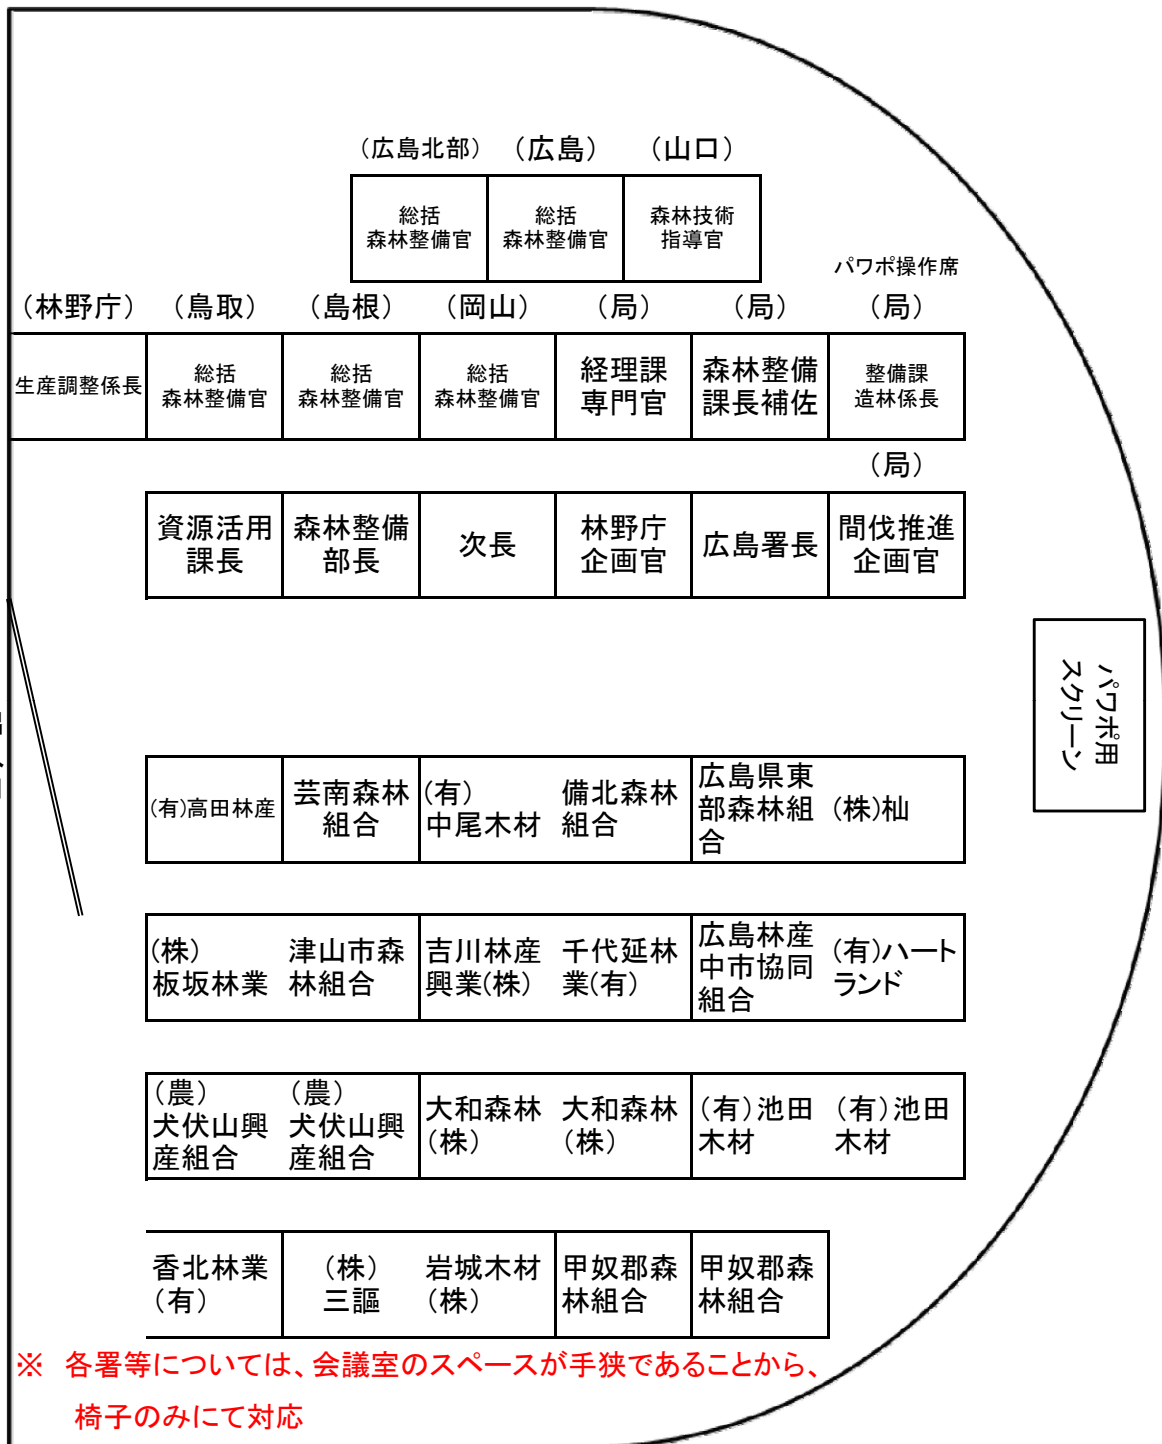 （広島北部）　（広島）　（山口）
総括
森林整備官
総括
森林整備官
森林技術
指導官
パワポ操作席
（林野庁）　（鳥取）　（島根）　（岡山）　（局）　（局）　（局）
生産調整係長
総括
森林整備官
総括
森林整備官
総括
森林整備官
経理課
専門官
森林整備
課長補佐
整備課
造林係長
（局）
資源活用
課長
森林整備
部長
次長
林野庁
企画官
広島署長
間伐推進
企画官
パワポ用
スクリーン
(有)高田林産
芸南森林
組合
(有)
中尾木材
備北森林
組合
広島県東
部森林組
合
(株)杣
(株)
板坂林業
津山市森
林組合
吉川林産
興業(株)
千代延林
業(有)
広島林産
中市協同
組合
(有)ハート
ランド
(農)
犬伏山興
産組合
(農)
犬伏山興
産組合
大和森林
(株)
大和森林
(株)
(有)池田
木材
(有)池田
木材
香北林業
(有)
(株)
三謳
岩城木材
(株)
甲奴郡森
林組合
甲奴郡森
林組合
※　各署等については、会議室のスペースが手狭であることから、
椅子のみにて対応